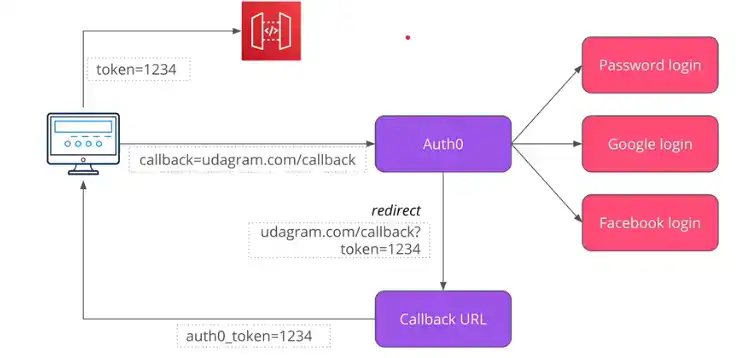 token=1234
Password login
callback=udagram.com/callback
Auth0
Google login
redirect
udagram.com/callback?
token=1234
Facebook login
Callback URL
auth0_token=1234